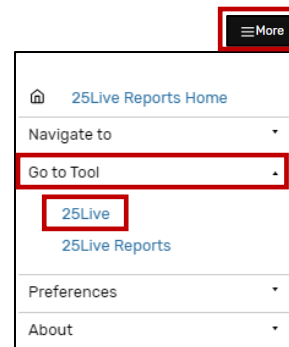 More
25Live Reports Home
Navigate to
Go to Tool
25Live
25Live Reports
Preferences
About